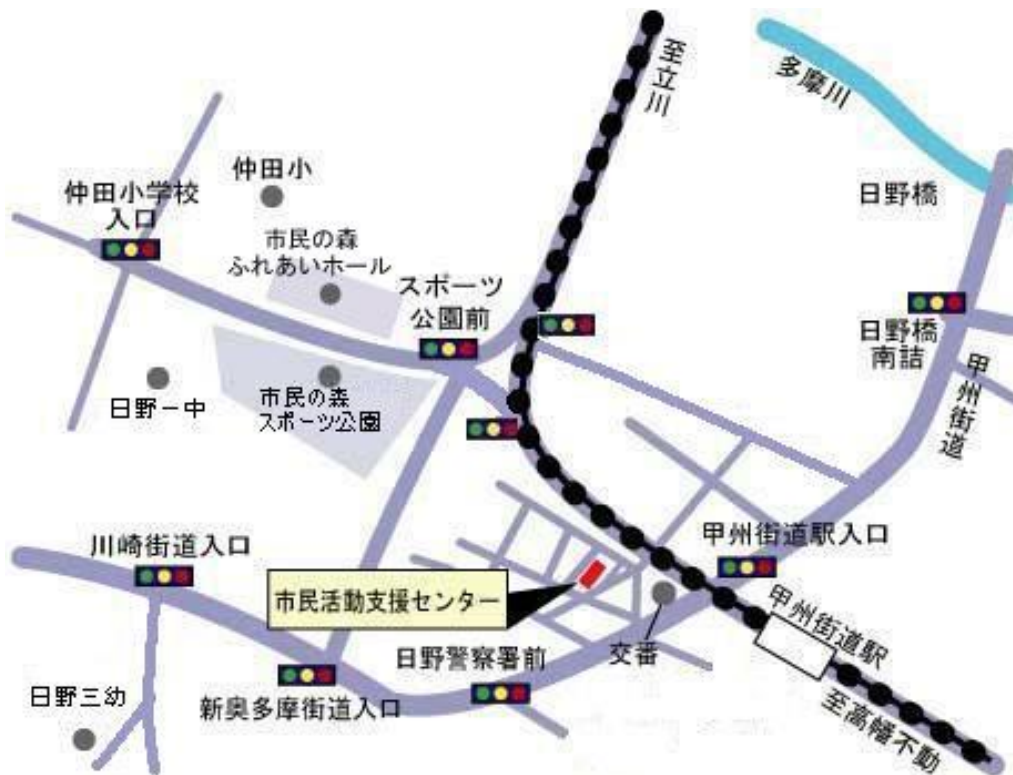 至立川
多摩川
仲田小
日野橋
仲田小学校
入口
市民の森
ふれあいホール
スポーツ
公園前
日野橋
南詰
甲州街道
日野一中
市民の森
スポーツ公園
川崎街道入口
甲州街道駅入口
市民活動支援センター
甲州街道駅
日野警察署前
交番
日野三幼
新奥多摩街道入口
至高幡不動